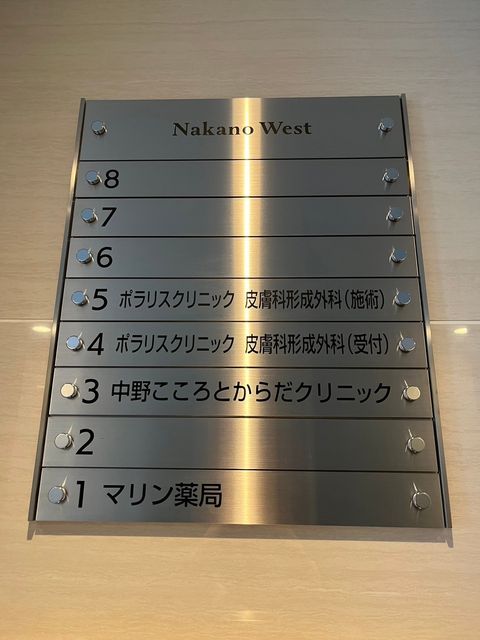 Nakano West
8
7
6
5 ポラリスクリニック 皮膚科形成外科(施術)
4 ポラリスクリニック 皮膚科形成外科(受付)
3 中野こころとからだクリニック
2
1 マリン薬局